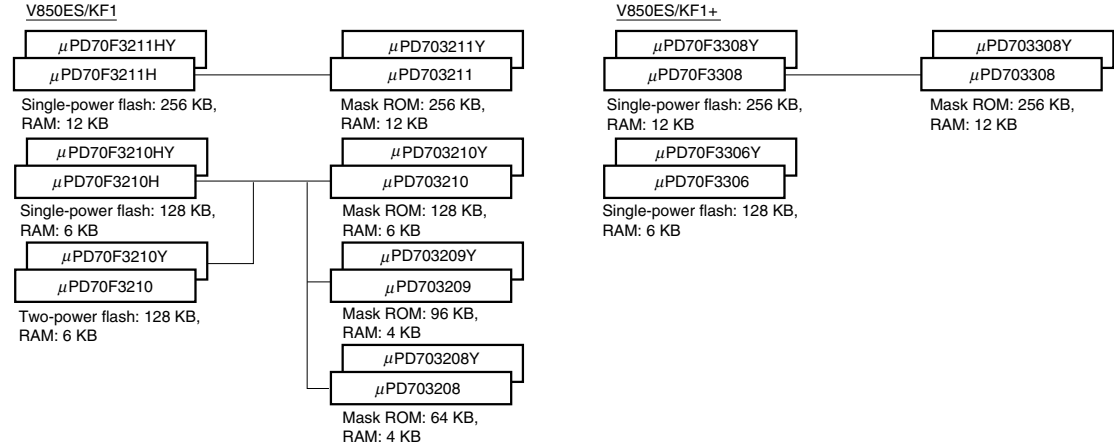 V850ES/KF1
μPD70F3211HY
μPD70F3211H
Single-power flash: 256 KB,
RAM: 12 KB
μPD703211Y
μPD703211
Mask ROM: 256 KB,
RAM: 12 KB
μPD70F3210HY
μPD70F3210H
Single-power flash: 128 KB,
RAM: 6 KB
μPD703210Y
μPD703210
Mask ROM: 128 KB,
RAM: 6 KB
μPD70F3210Y
μPD70F3210
Two-power flash: 128 KB,
RAM: 6 KB
μPD703209Y
μPD703209
Mask ROM: 96 KB,
RAM: 4 KB
μPD703208Y
μPD703208
Mask ROM: 64 KB,
RAM: 4 KB
V850ES/KF1+
μPD70F3308Y
μPD70F3308
Single-power flash: 256 KB,
RAM: 12 KB
μPD703308Y
μPD703308
Mask ROM: 256 KB,
RAM: 12 KB
μPD70F3306Y
μPD70F3306
Single-power flash: 128 KB,
RAM: 6 KB